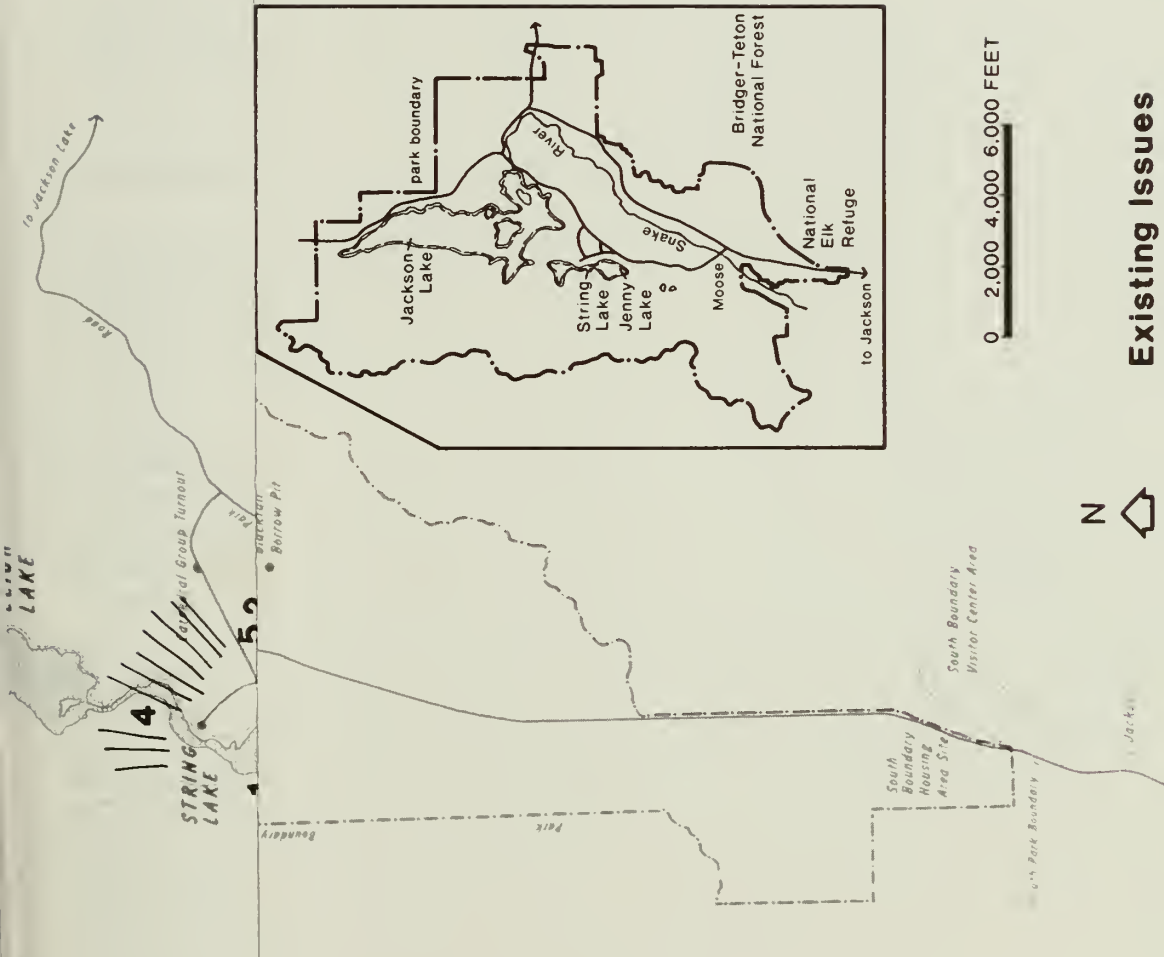 to Jackson Lake
Road
LAKE
Group Turnout
Park
Borrow Pit
5 2
4
STRING
LAKE
Boundary
Park
park boundary
Jackson
Lake
String
Lake
Jenny
Lake
Moose
River
Snake
Bridger-Teton
National Forest
National
Elk
Refuge
to Jackson
South Boundary
Visitor Center Area
South
Boundary
Housing
Area Site
Park Boundary
0 2,000 4,000 6,000 FEET
N
Existing Issues